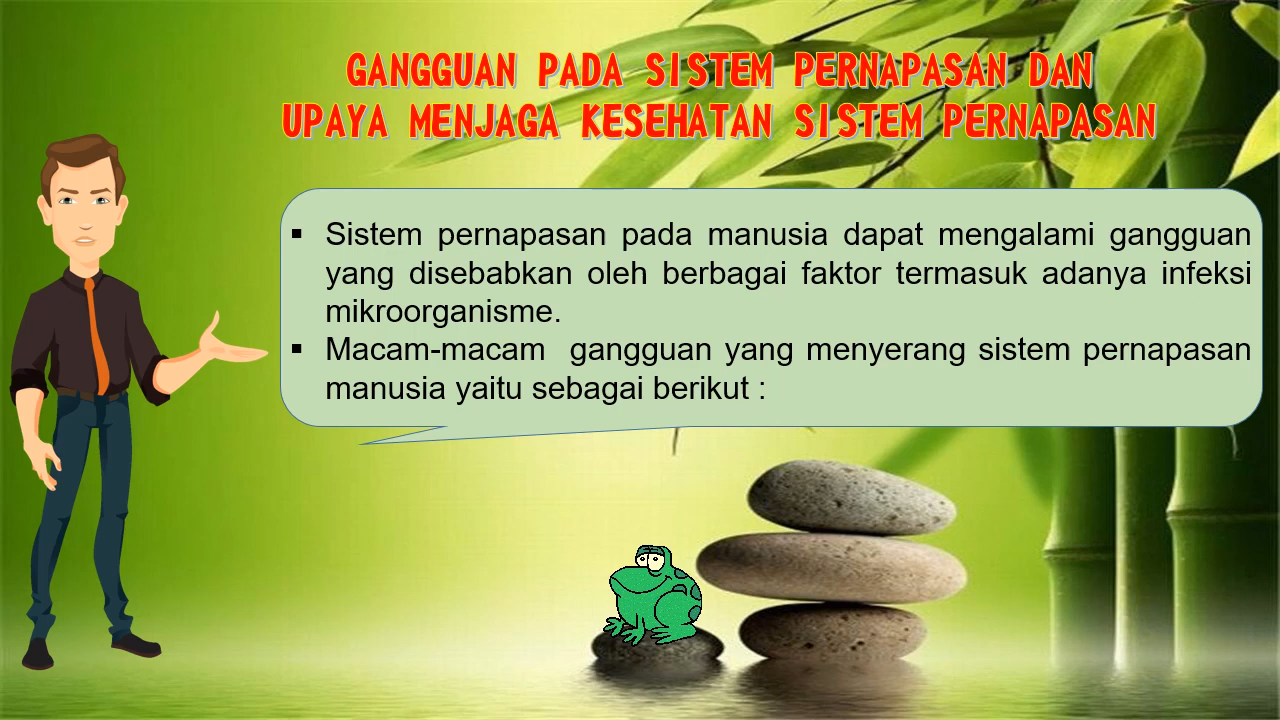 GANGGUAN PADA SISTEM PERNAPASAN DAN
UPAYA MENJAGA KESEHATAN SISTEM PERNAPASAN
▪ Sistem pernapasan pada manusia dapat mengalami gangguan
yang disebabkan oleh berbagai faktor termasuk adanya infeksi
mikroorganisme.
▪ Macam-macam gangguan yang menyerang sistem pernapasan
manusia yaitu sebagai berikut :